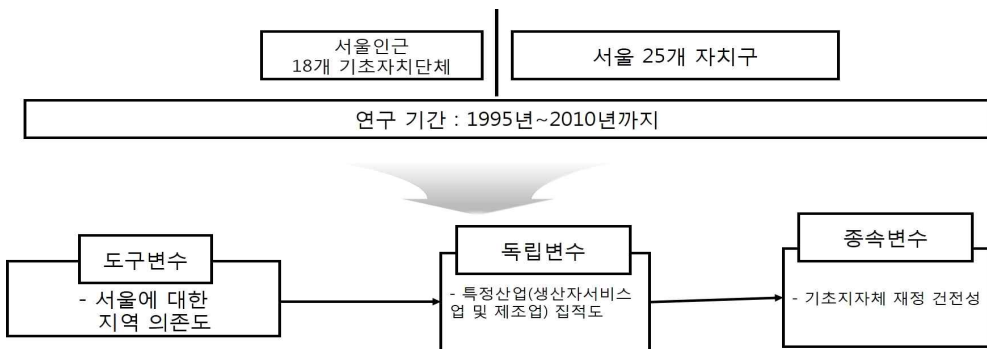 서울인근
18개 기초자치단체
서울 25개 자치구
연구 기간 : 1995년~2010년까지
도구변수
- 서울에 대한
지역 의존도
독립변수
- 특정산업(생산자서비스
업 및 제조업) 집적도
종속변수
- 기초지자체 재정 건전성